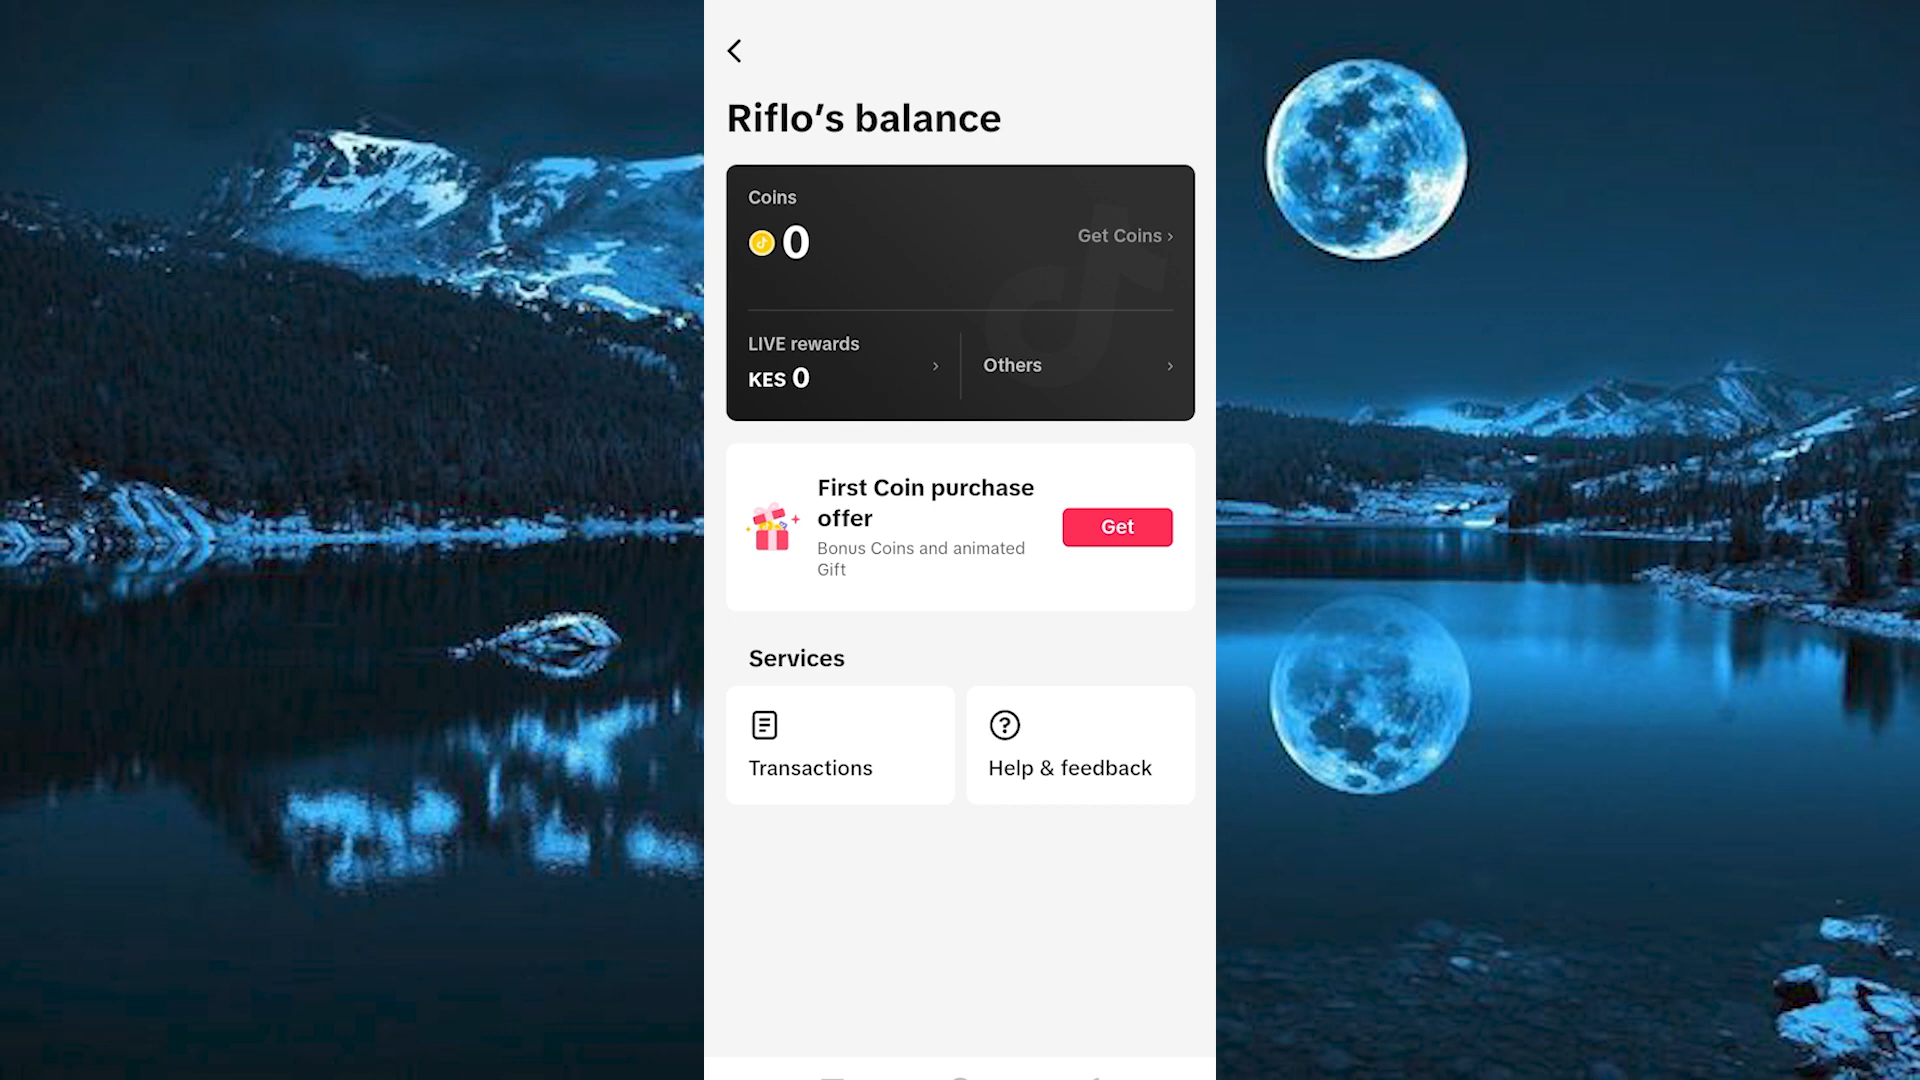 Riflo’s balance
Coins
0
Get Coins ›
LIVE rewards
KES 0
Others
First Coin purchase
offer
Bonus Coins and animated
Gift
Get
Services
Transactions
Help & feedback